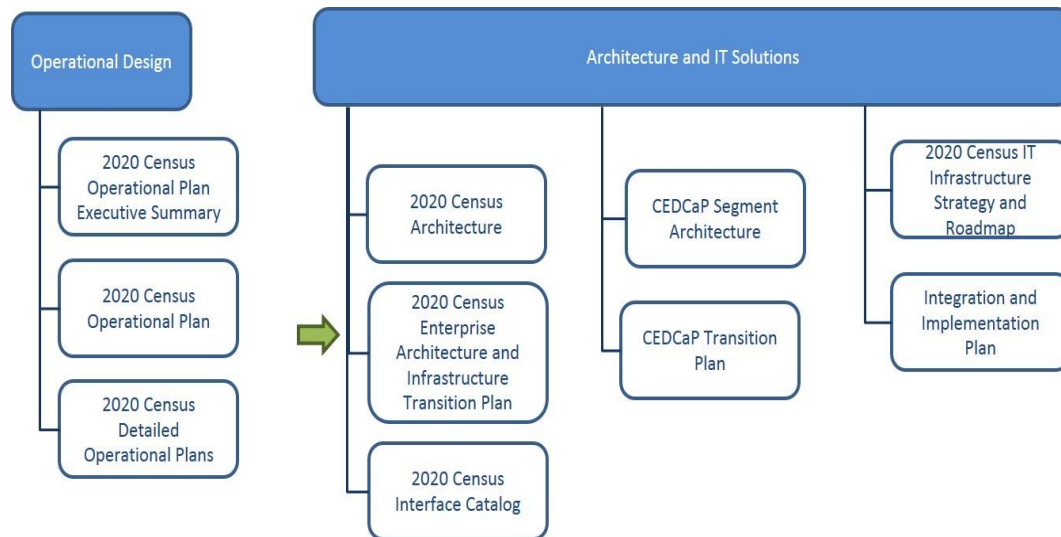 Operational Design
2020 Census
Operational Plan
Executive Summary
2020 Census
Operational Plan
2020 Census
Detailed
Operational Plans
Architecture and IT Solutions
2020 Census
Architecture
2020 Census
Enterprise
Architecture and
Infrastructure
Transition Plan
2020 Census
Interface Catalog
CEDCaP Segment
Architecture
CEDCaP Transition
Plan
2020 Census IT
Infrastructure
Strategy and
Roadmap
Integration and
Implementation
Plan